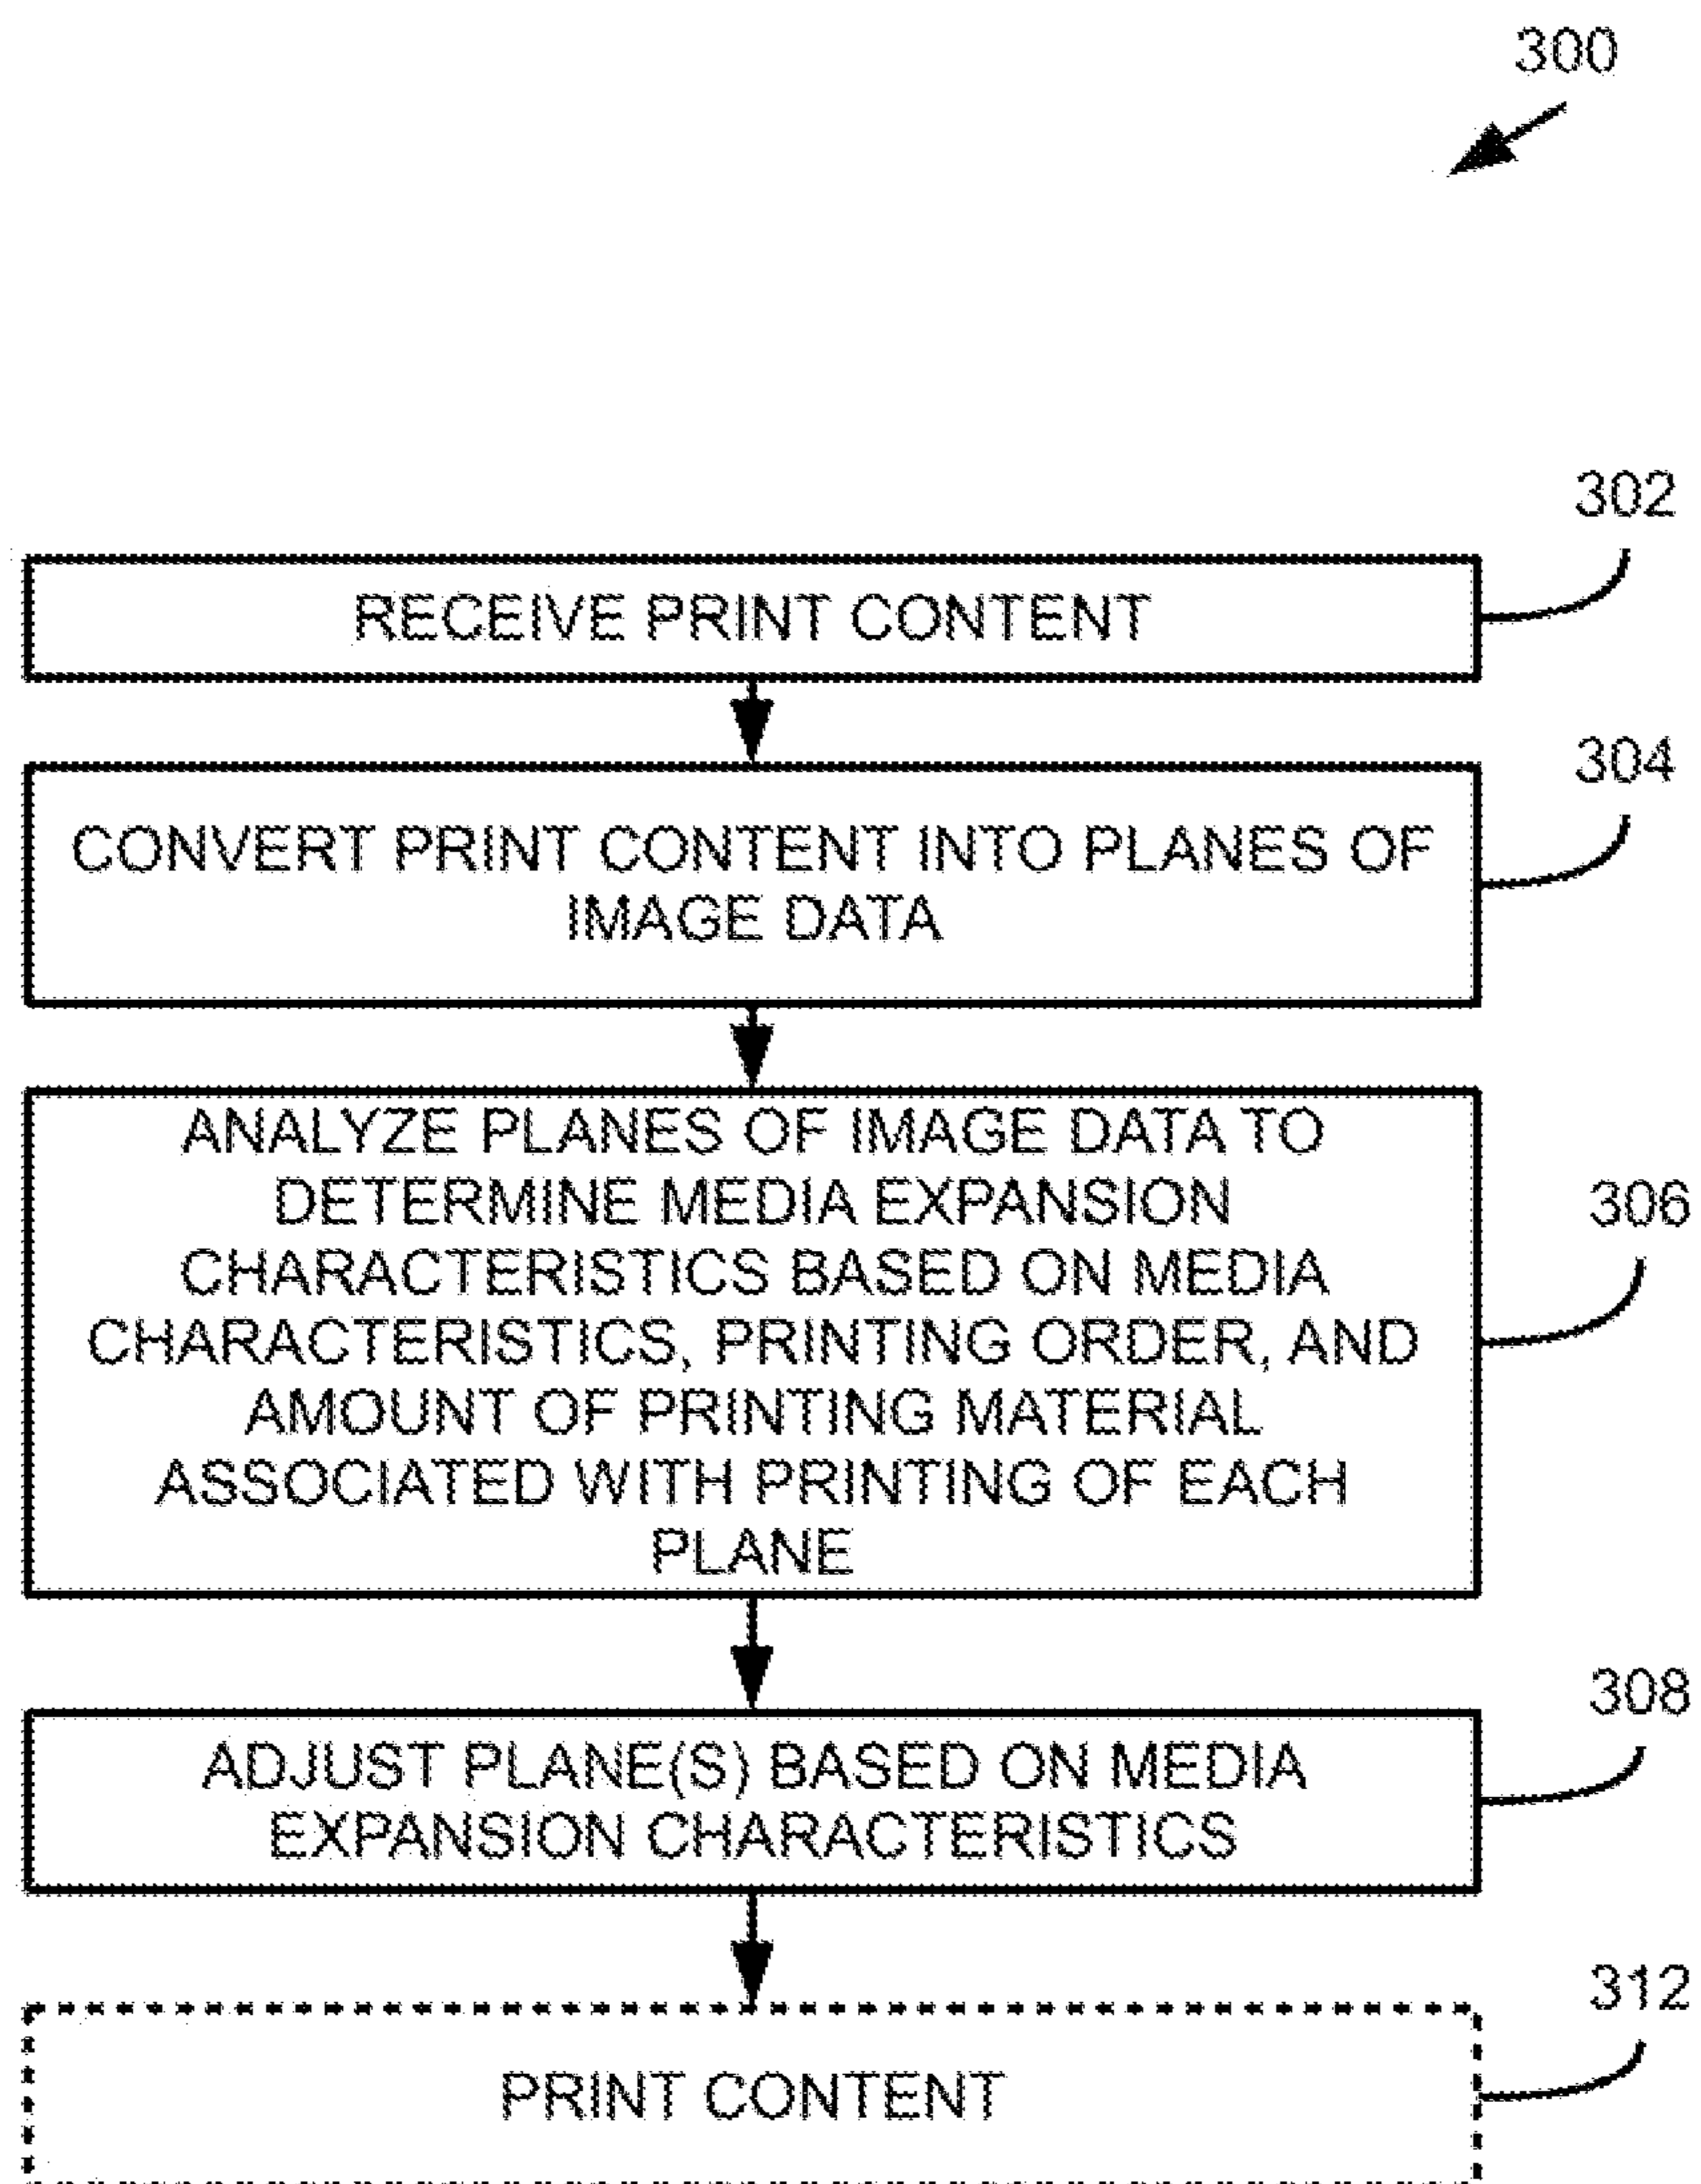 300
302
RECEIVE PRINT CONTENT
304
CONVERT PRINT CONTENT INTO PLANES OF
IMAGE DATA
ANALYZE PLANES OF IMAGE DATA TO
DETERMINE MEDIA EXPANSION
CHARACTERISTICS BASED ON MEDIA
CHARACTERISTICS, PRINTING ORDER, AND
AMOUNT OF PRINTING MATERIAL
ASSOCIATED WITH PRINTING OF EACH
PLANE
306
308
ADJUST PLANE(S) BASED ON MEDIA
EXPANSION CHARACTERISTICS
312
PRINT CONTENT